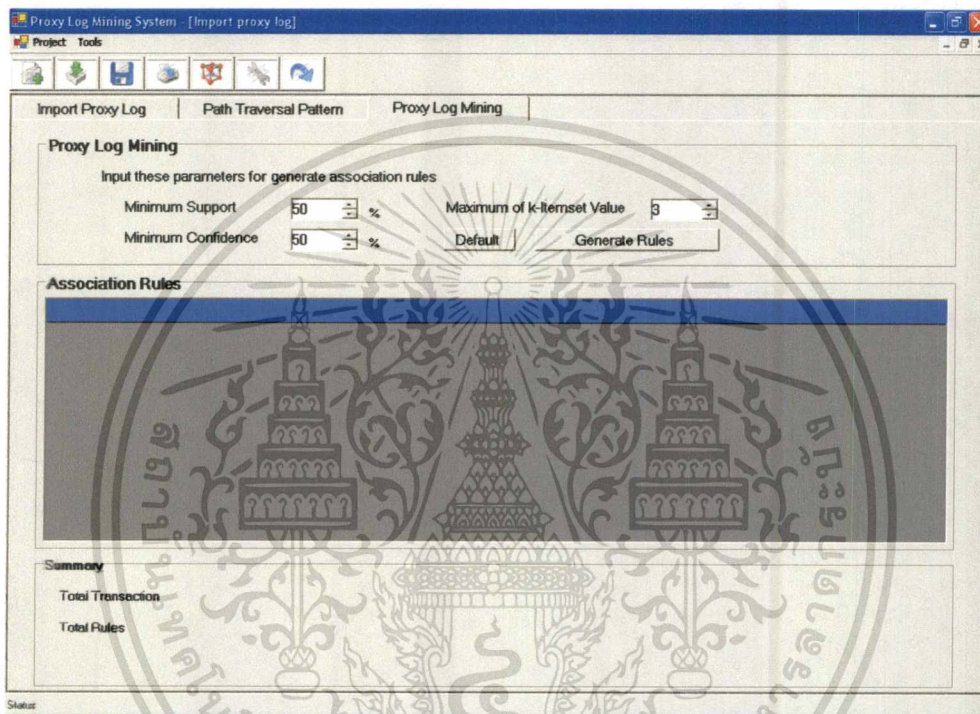 Proxy Log Mining System - [Import proxy log]
Project Tools
Import Proxy Log Path Traversal Pattern Proxy Log Mining
Proxy Log Mining
Input these parameters for generate association rules
Minimum Support 50 % Maximum of k-Itemset Value 3
Minimum Confidence 50 % Default Generate Rules
Association Rules
Summary
Total Transaction
Total Rules
Status